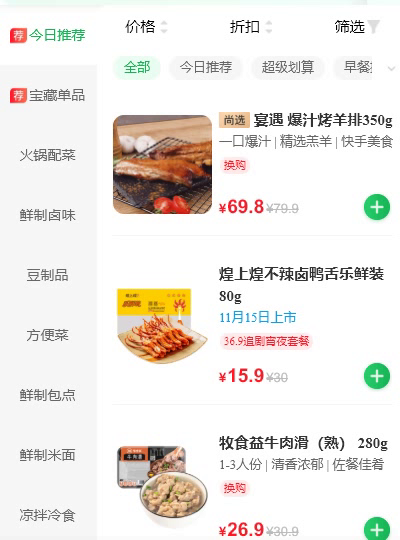 价格 折扣 筛选
荐 今日推荐
全部 今日推荐 超级划算
荐 宝藏单品
火锅配菜
鲜制卤味
豆制品
方便菜
鲜制包点
鲜制米面
凉拌冷食
尚选 宴遇 爆汁烤羊排350g
一口爆汁 | 精选羔羊 | 快手美食
换购
¥69.8 ¥79.9
煌上煌不辣卤鸭舌乐鲜装
80g
11月15日上市
36.9追剧宵夜套餐
¥15.9 ¥30
牧食益牛肉滑（熟） 280g
1-3人份 | 清香浓郁 | 佐餐佳肴
换购
¥26.9 ¥30.9
牛肉滑